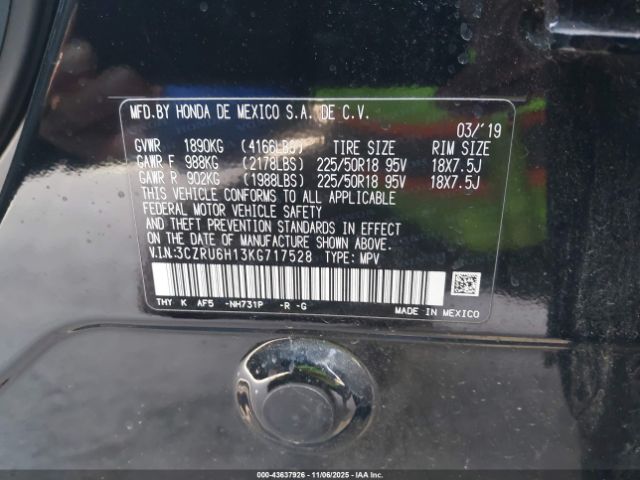 MFD.BY HONDA DE MEXICO S.A. DE C.V.
03/'19
GVWR 1890KG (4166LBS) TIRE SIZE RIM SIZE
GAWR F 988KG (2178LBS) 225/50R18 95V 18X7.5J
GAWR R 902KG (1988LBS) 225/50R18 95V 18X7.5J
THIS VEHICLE CONFORMS TO ALL APPLICABLE
FEDERAL MOTOR VEHICLE SAFETY
AND THEFT PREVENTION STANDARDS IN EFFECT
ON THE DATE OF MANUFACTURE SHOWN ABOVE.
V.I.N:3CZRU6H13KG717528 TYPE: MPV
THY K AF5 -NH731P -R -G
MADE IN MEXICO
000-43637926 - 11/06/2025 - IAAI.com